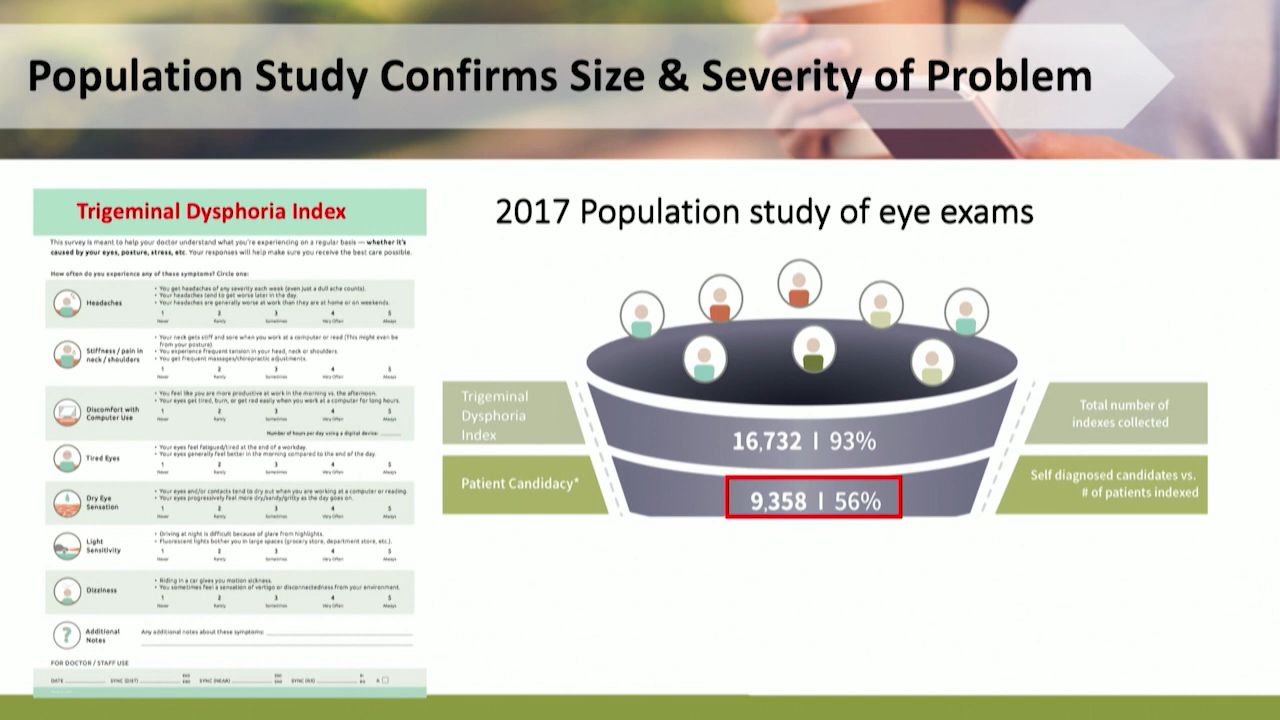 Population Study Confirms Size & Severity of Problem
Trigeminal Dysphoria Index
This survey is meant to help your doctor understand what you're experiencing on a regular basis — whether it's
caused by your eyes, posture, stress, etc. Your responses will help make sure you receive the best care possible.
How often do you experience any of these symptoms? Circle one:
Headaches
• You get headaches of any severity each week (even just a dull ache counts).
• Your headaches tend to get worse later in the day.
• Your headaches are generally worse at work than they are at home or on weekends.
1 2 3 4 5
Never Rarely Sometimes Very Often Always
Stiffness / pain in
neck / shoulders
• Your neck gets stiff and sore when you work at a computer or read (This might even be
from your posture).
• You experience frequent tension in your head, neck or shoulders.
• You get frequent massages/chiropractic adjustments.
1 2 3 4 5
Never Rarely Sometimes Very Often Always
Discomfort with
Computer Use
• You feel like you are more productive at work in the morning vs. the afternoon.
• Your eyes get tired, burn, or get red easily when you work at a computer for long hours.
1 2 3 4 5
Never Rarely Sometimes Very Often Always
Number of hours per day using a digital device:
Tired Eyes
• Your eyes feel fatigued/tired at the end of a workday.
• Your eyes generally feel better in the morning compared to the end of the day.
1 2 3 4 5
Never Rarely Sometimes Very Often Always
Dry Eye
Sensation
• Your eyes and/or contacts tend to dry out when you are working at a computer or reading.
• Your eyes progressively feel more dry/sandy/gritty as the day goes on.
1 2 3 4 5
Never Rarely Sometimes Very Often Always
Light
Sensitivity
• Driving at night is difficult because of glare from highlights.
• Fluorescent lights bother you in large spaces (grocery store, department store, etc.).
1 2 3 4 5
Never Rarely Sometimes Very Often Always
Dizziness
• Riding in a car gives you motion sickness.
• You sometimes feel a sensation of vertigo or disconnectedness from your environment.
1 2 3 4 5
Never Rarely Sometimes Very Often Always
?
Additional
Notes
Any additional notes about these symptoms:
FOR DOCTOR / STAFF USE
DATE SYNC (DIST) SYNC (NEAR) SYNC (RX)
2017 Population study of eye exams
Trigeminal
Dysphoria
Index
16,732 | 93%
Total number of
indexes collected
Patient Candidacy*
9,358 | 56%
Self diagnosed candidates vs.
# of patients indexed